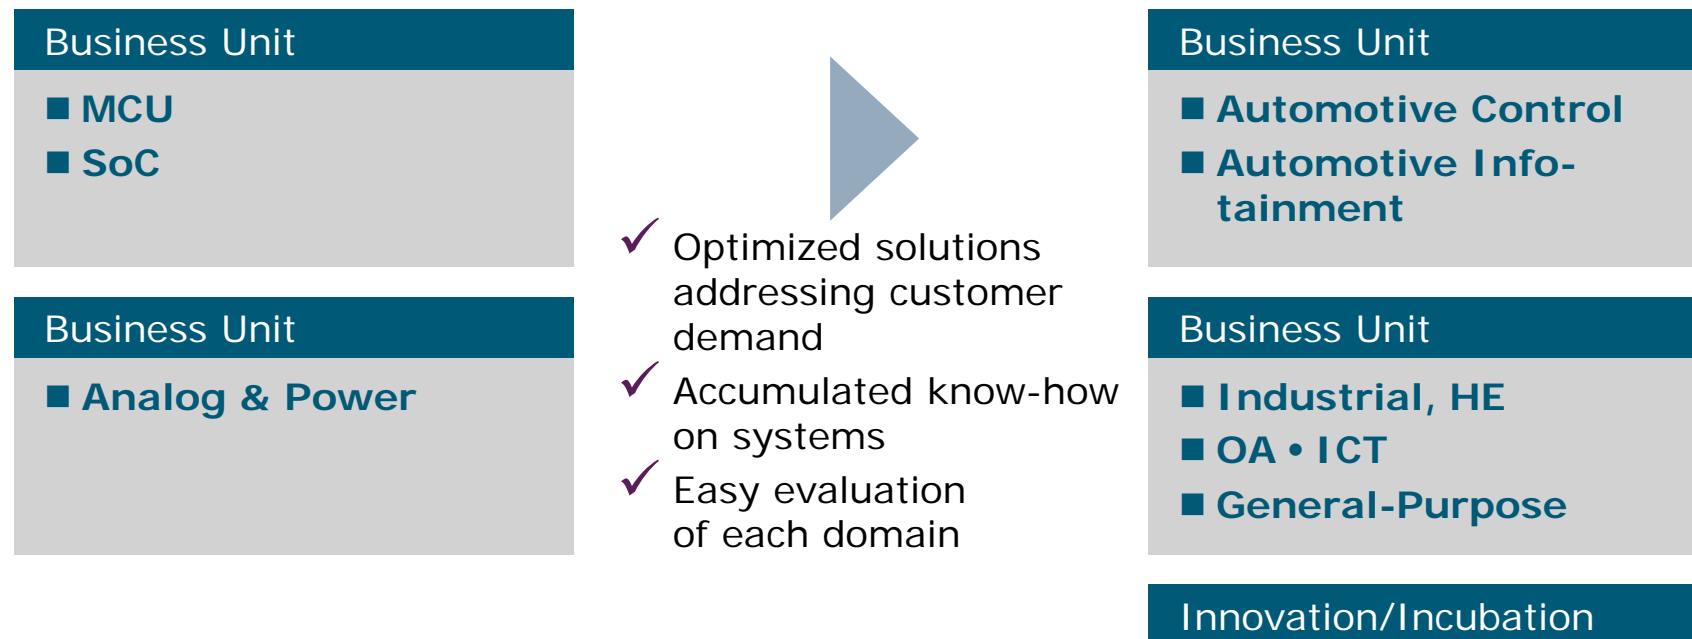 Business Unit
■ MCU
■ SoC
Business Unit
■ Analog & Power
✓ Optimized solutions
addressing customer
demand
✓ Accumulated know-how
on systems
✓ Easy evaluation
of each domain
Business Unit
■ Automotive Control
■ Automotive Info-
tainment
Business Unit
■ Industrial, HE
■ OA • ICT
■ General-Purpose
Innovation/Incubation